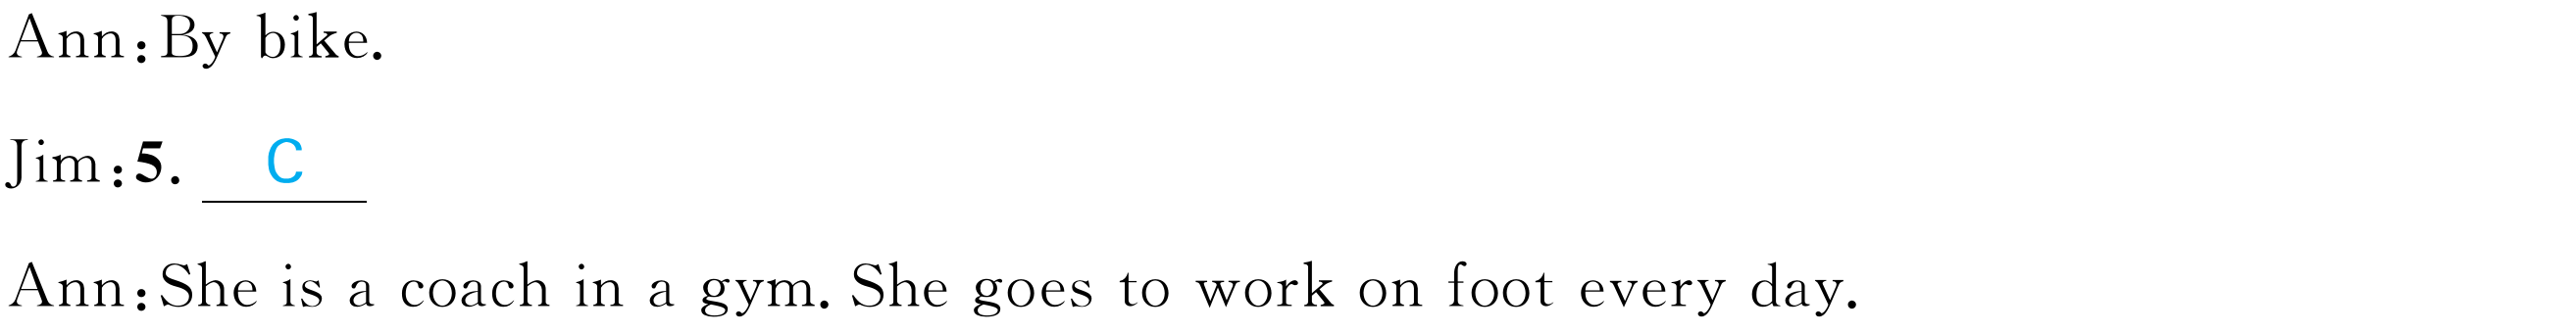 Ann:By bike.
Jim:5. C
Ann:She is a coach in a gym. She goes to work on foot every day.